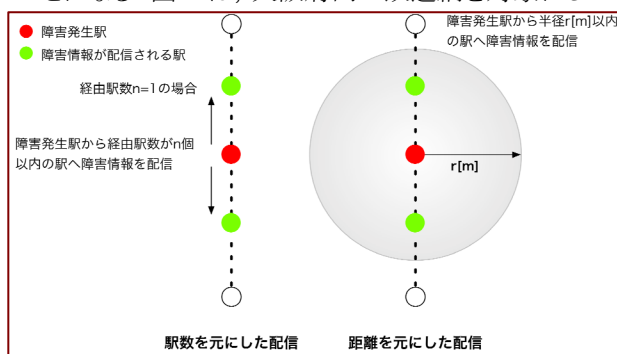 障害発生駅
障害情報が配信される駅
経由駅数n=1の場合
障害発生駅から経由駅数がn個
以内の駅へ障害情報を配信
駅数を元にした配信
障害発生駅から半径r[m]以内
の駅へ障害情報を配信
r[m]
距離を元にした配信